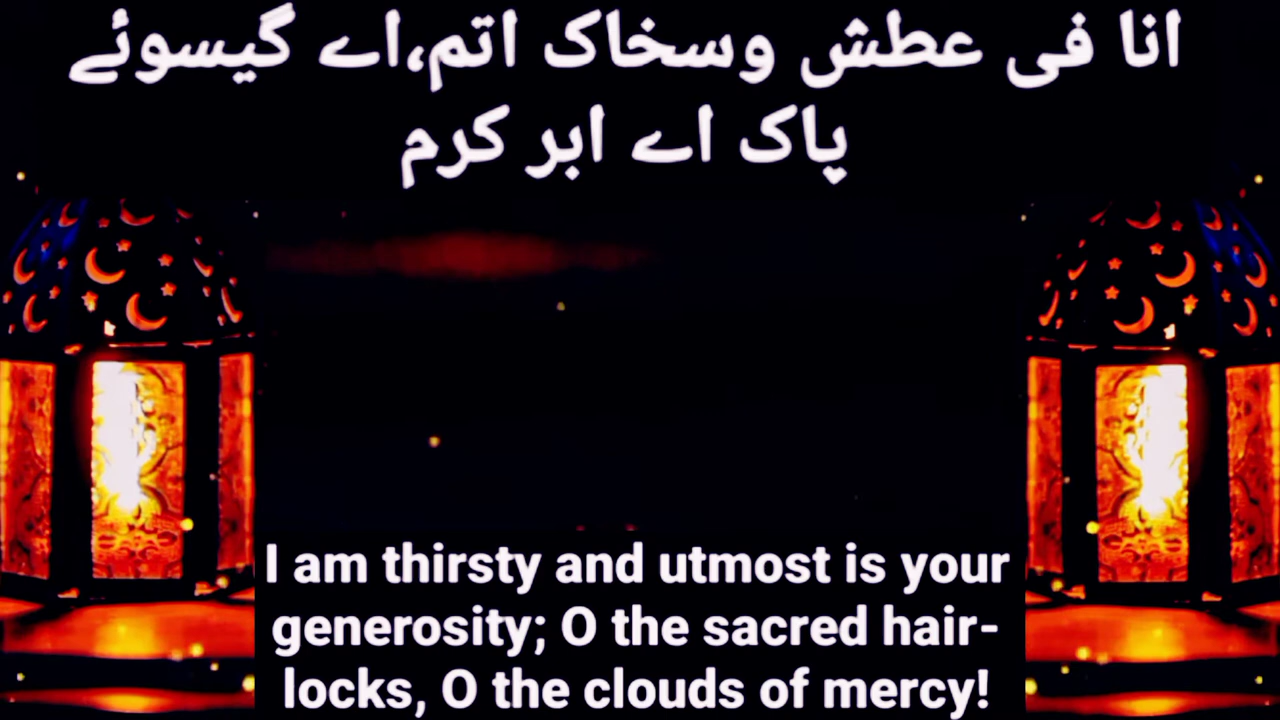 انا فی عطش وسخاک اتم،اے گیسوئے
پاک اے ابر کرم
I am thirsty and utmost is your
generosity; O the sacred hair-
locks, O the clouds of mercy!